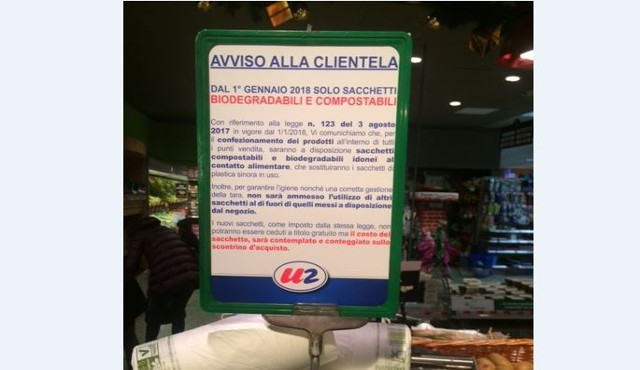 AVVISO ALLA CLIENTELA
DAL 1° GENNAIO 2018 SOLO SACCHETTI
BIODEGRADABILI E COMPOSTABILI
Con riferimento alla legge n. 123 del 3 agosto
2017 in vigore dal 1/1/2018, Vi comunichiamo che, per
il confezionamento dei prodotti all'interno di tutti
i punti vendita, saranno a disposizione sacchetti
compostabili e biodegradabili idonei al
contatto alimentare, che sostituiranno i sacchetti di
plastica sinora in uso.
Inoltre, per garantire l'igiene nonché una corretta gestione
della tara, non sarà ammesso l'utilizzo di altri
sacchetti al di fuori di quelli messi a disposizione
dal negozio.
I nuovi sacchetti, come imposto dalla stessa legge, non
potranno essere ceduti a titolo gratuito ma il costo del
sacchetto, sarà contemplato e conteggiato sullo
scontrino d'acquisto.
U2